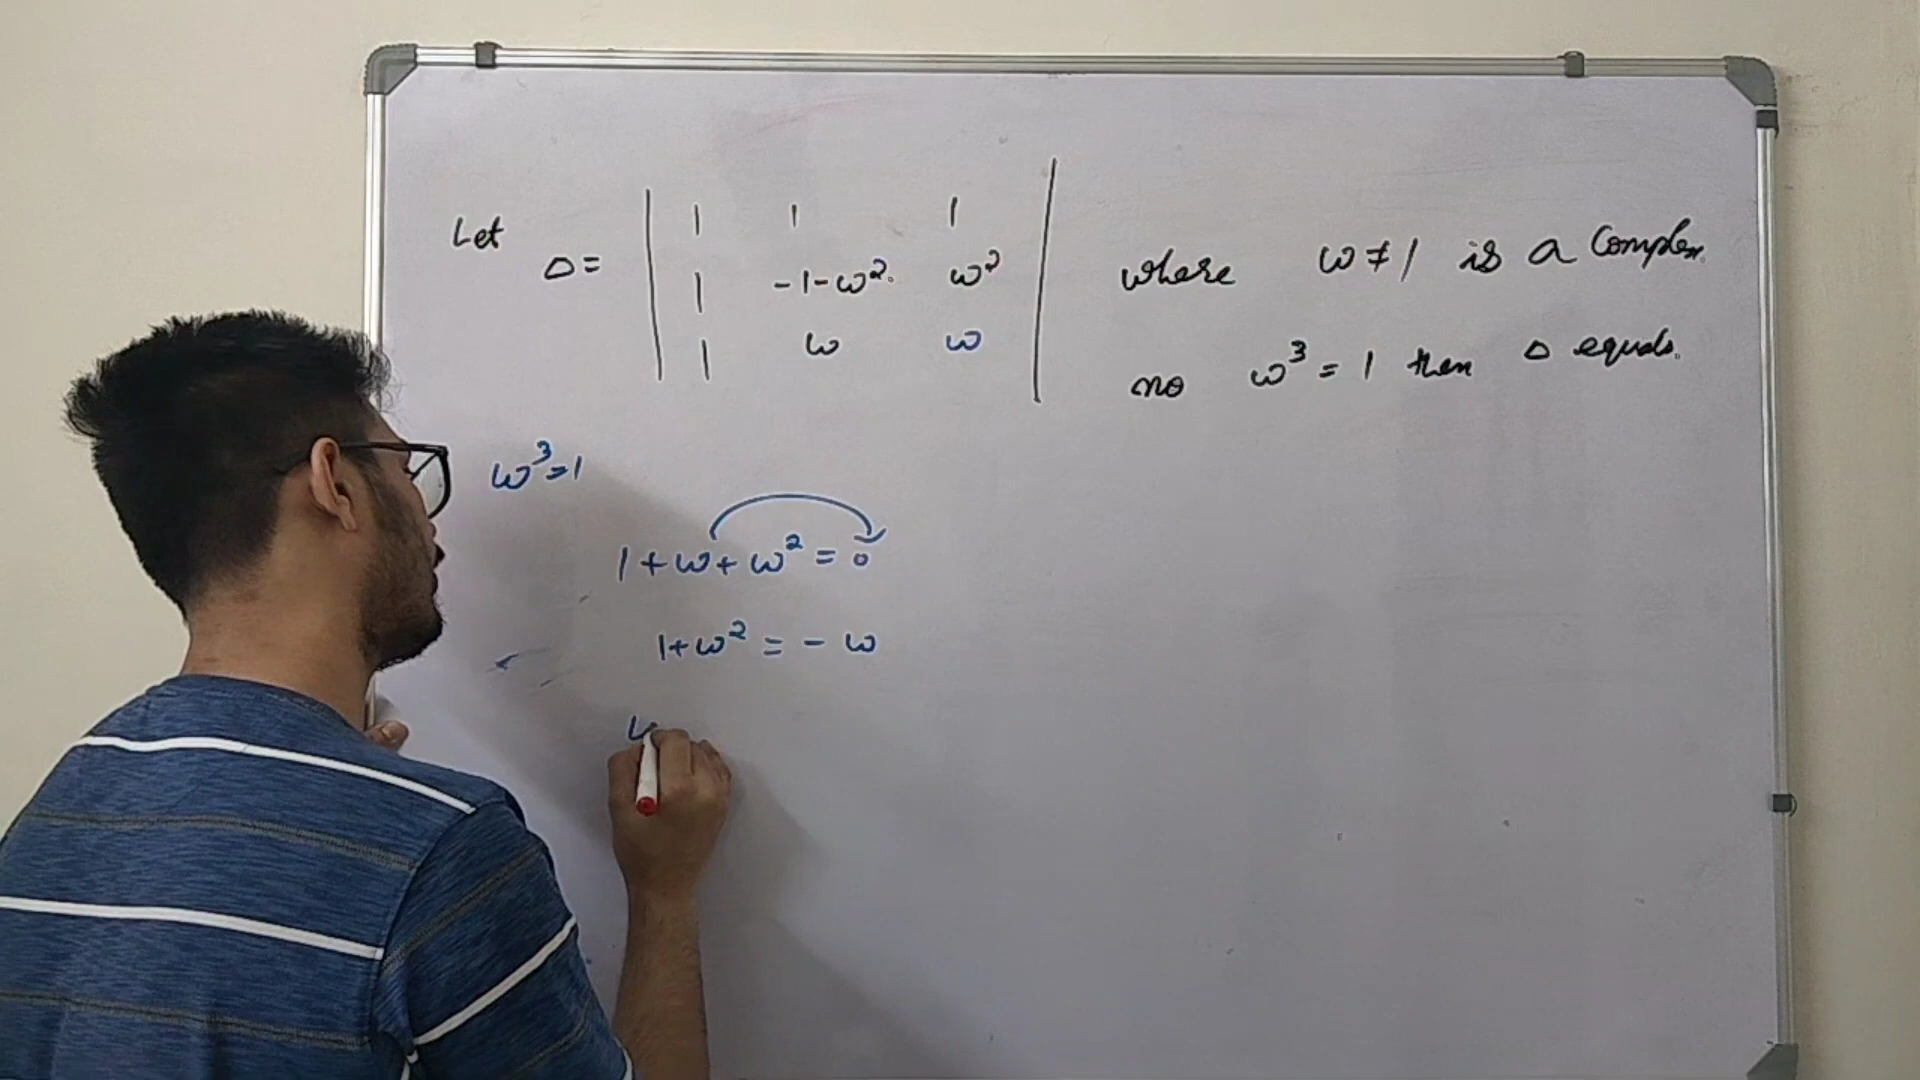 Let Δ = | 1 1 1 | where ω ≠ 1 is a Complex
| 1 -1-ω² ω² |
| 1 ω ω | no ω³ = 1 then Δ equals.
ω³=1
1+ω+ω² = 0
1+ω² = - ω